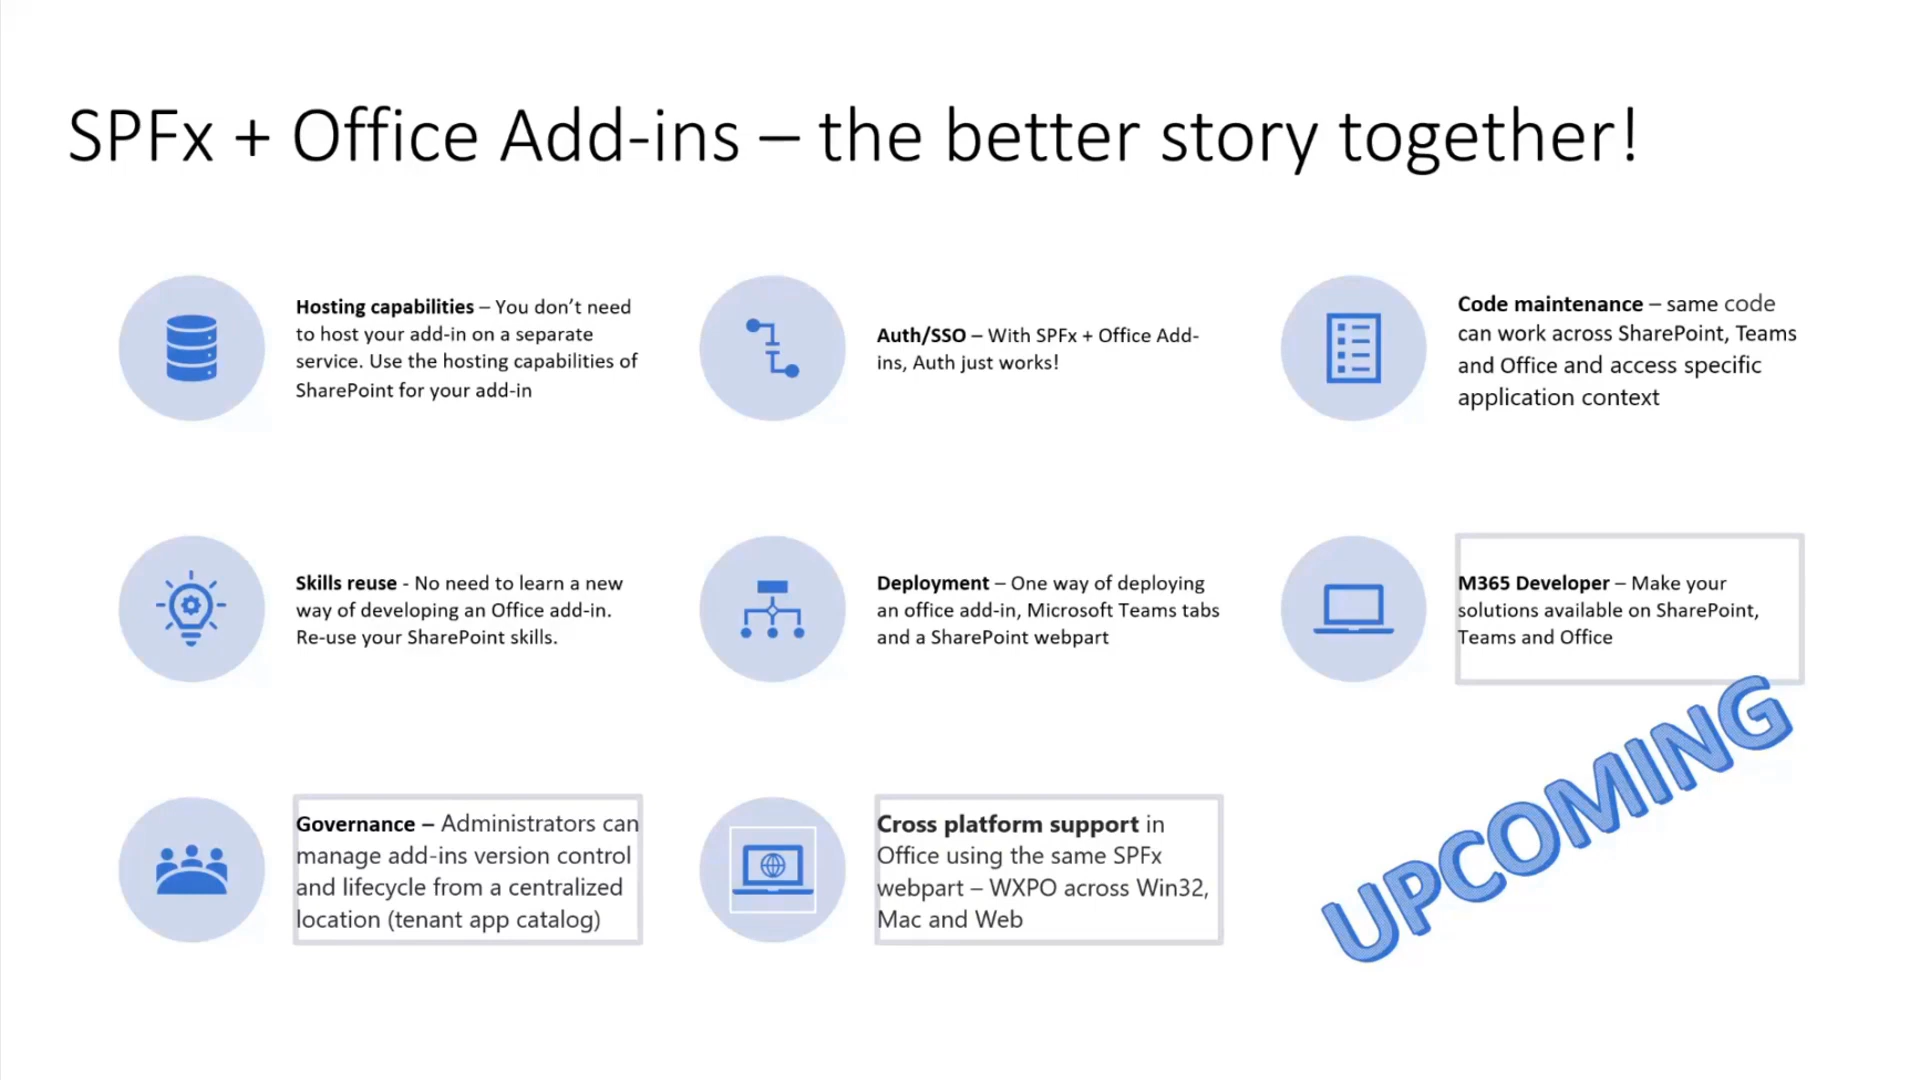 SPFx + Office Add-ins – the better story together!
Hosting capabilities – You don’t need
to host your add-in on a separate
service. Use the hosting capabilities of
SharePoint for your add-in
Auth/SSO – With SPFx + Office Add-
ins, Auth just works!
Code maintenance – same code
can work across SharePoint, Teams
and Office and access specific
application context
Skills reuse - No need to learn a new
way of developing an Office add-in.
Re-use your SharePoint skills.
Deployment – One way of deploying
an office add-in, Microsoft Teams tabs
and a SharePoint webpart
M365 Developer – Make your
solutions available on SharePoint,
Teams and Office
Governance – Administrators can
manage add-ins version control
and lifecycle from a centralized
location (tenant app catalog)
Cross platform support in
Office using the same SPFx
webpart – WXPO across Win32,
Mac and Web
UPCOMING